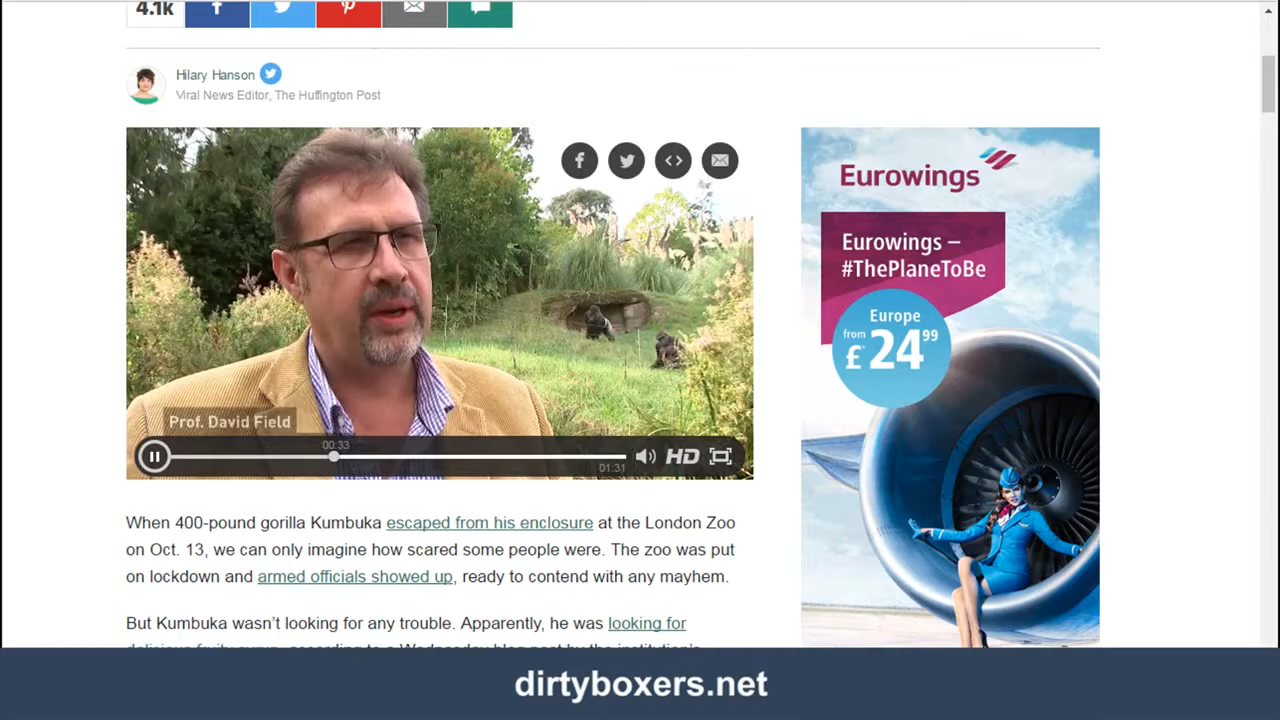 4.1k
Hilary Hanson
Viral News Editor, The Huffington Post
Prof. David Field
00:33
01:31
HD
When 400-pound gorilla Kumbuka escaped from his enclosure at the London Zoo
on Oct. 13, we can only imagine how scared some people were. The zoo was put
on lockdown and armed officials showed up, ready to contend with any mayhem.
But Kumbuka wasn’t looking for any trouble. Apparently, he was looking for
Eurowings
Eurowings –
#ThePlaneToBe
Europe
from
£24.99
dirtyboxers.net